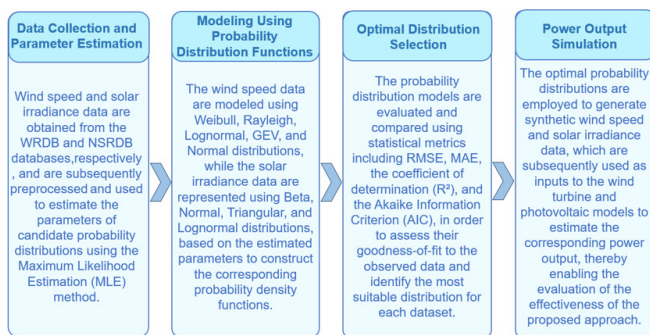 Data Collection and
Parameter Estimation
Wind speed and solar
irradiance data are
obtained from the
WRDB and NSRDB
databases,respectively
, and are subsequently
preprocessed and used
to estimate the
parameters of
candidate probability
distributions using the
Maximum Likelihood
Estimation (MLE)
method.
Modeling Using
Probability
Distribution Functions
The wind speed data
are modeled using
Weibull, Rayleigh,
Lognormal, GEV, and
Normal distributions,
while the solar
irradiance data are
represented using Beta,
Normal, Triangular, and
Lognormal distributions,
based on the estimated
parameters to construct
the corresponding
probability density
functions.
Optimal Distribution
Selection
The probability
distribution models are
evaluated and
compared using
statistical metrics
including RMSE, MAE,
the coefficient of
determination (R²), and
the Akaike Information
Criterion (AIC), in order
to assess their
goodness-of-fit to the
observed data and
identify the most
suitable distribution for
each dataset.
Power Output
Simulation
The optimal probability
distributions are
employed to generate
synthetic wind speed
and solar irradiance
data, which are
subsequently used as
inputs to the wind
turbine and
photovoltaic models to
estimate the
corresponding power
output, thereby
enabling the
evaluation of the
effectiveness of the
proposed approach.